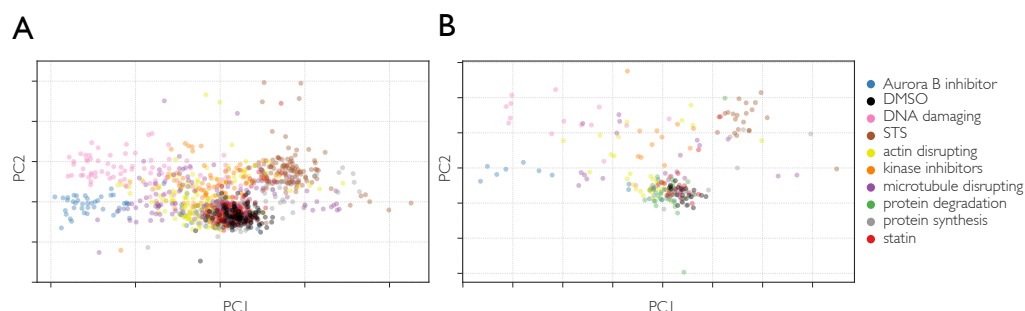 A
B
PC2
PC1
PC2
PC1
Aurora B inhibitor
DMSO
DNA damaging
STS
actin disrupting
kinase inhibitors
microtubule disrupting
protein degradation
protein synthesis
statin